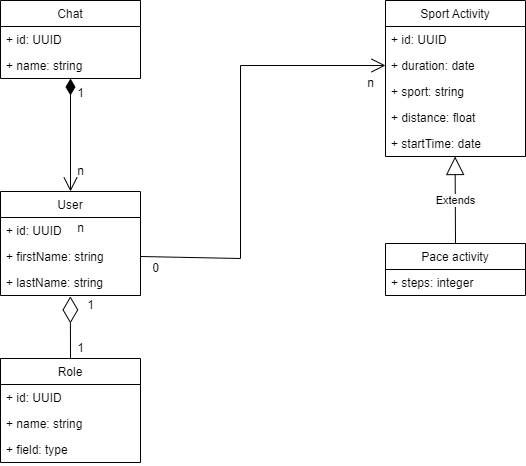 Chat
+ id: UUID
+ name: string
1
n
User
+ id: UUID
n
+ firstName: string
+ lastName: string
0
1
1
Role
+ id: UUID
+ name: string
+ field: type
Sport Activity
+ id: UUID
+ duration: date
n
+ sport: string
+ distance: float
+ startTime: date
Extends
Pace activity
+ steps: integer